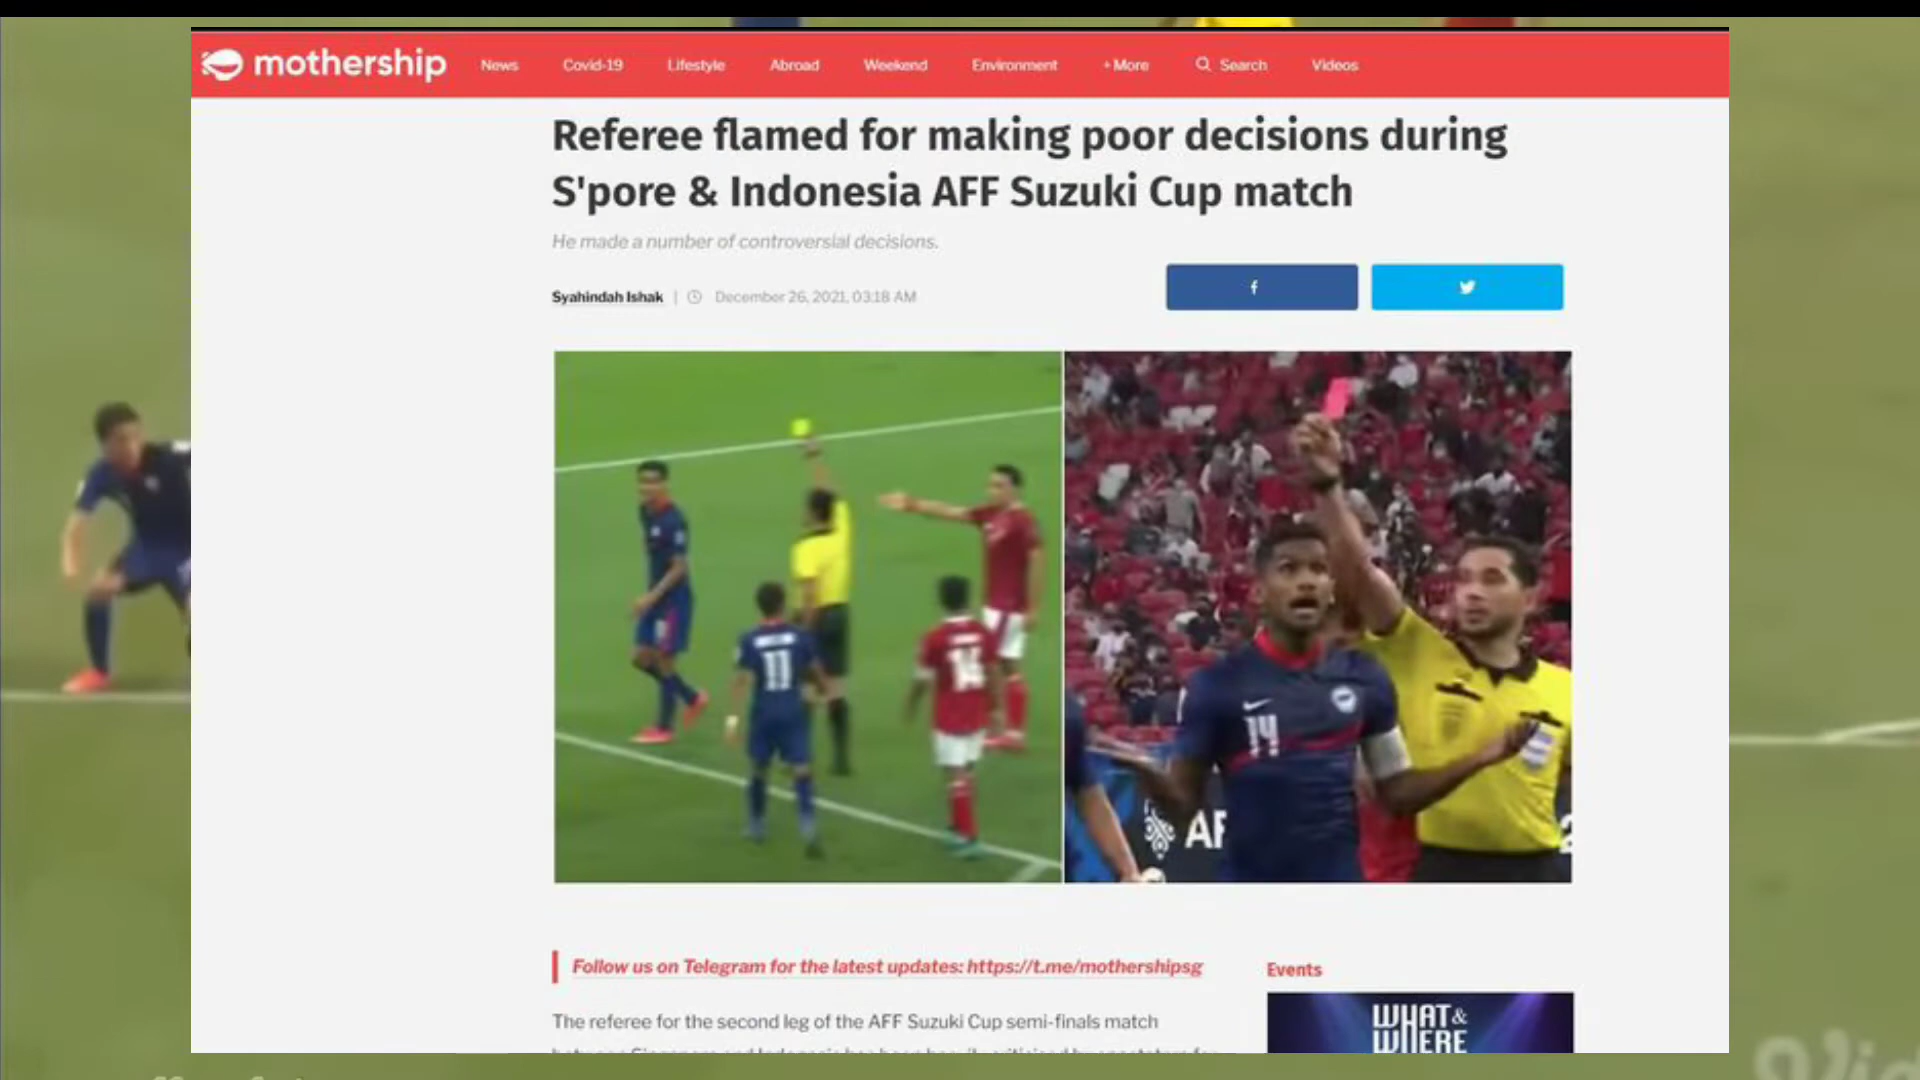 mothership
News Covid-19 Lifestyle Abroad Weekend Environment + More Search Videos
Referee flamed for making poor decisions during
S'pore & Indonesia AFF Suzuki Cup match
He made a number of controversial decisions.
Syahindah Ishak | December 26, 2021, 03:18 AM
11
14
14
AF
Follow us on Telegram for the latest updates: https://t.me/mothershipsg
Events
The referee for the second leg of the AFF Suzuki Cup semi-finals match
WHAT&
WHERE